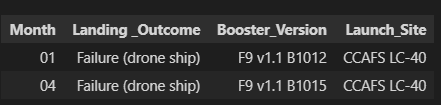 Month Landing _Outcome Booster_Version Launch_Site
01 Failure (drone ship) F9 v1.1 B1012 CCAFS LC-40
04 Failure (drone ship) F9 v1.1 B1015 CCAFS LC-40